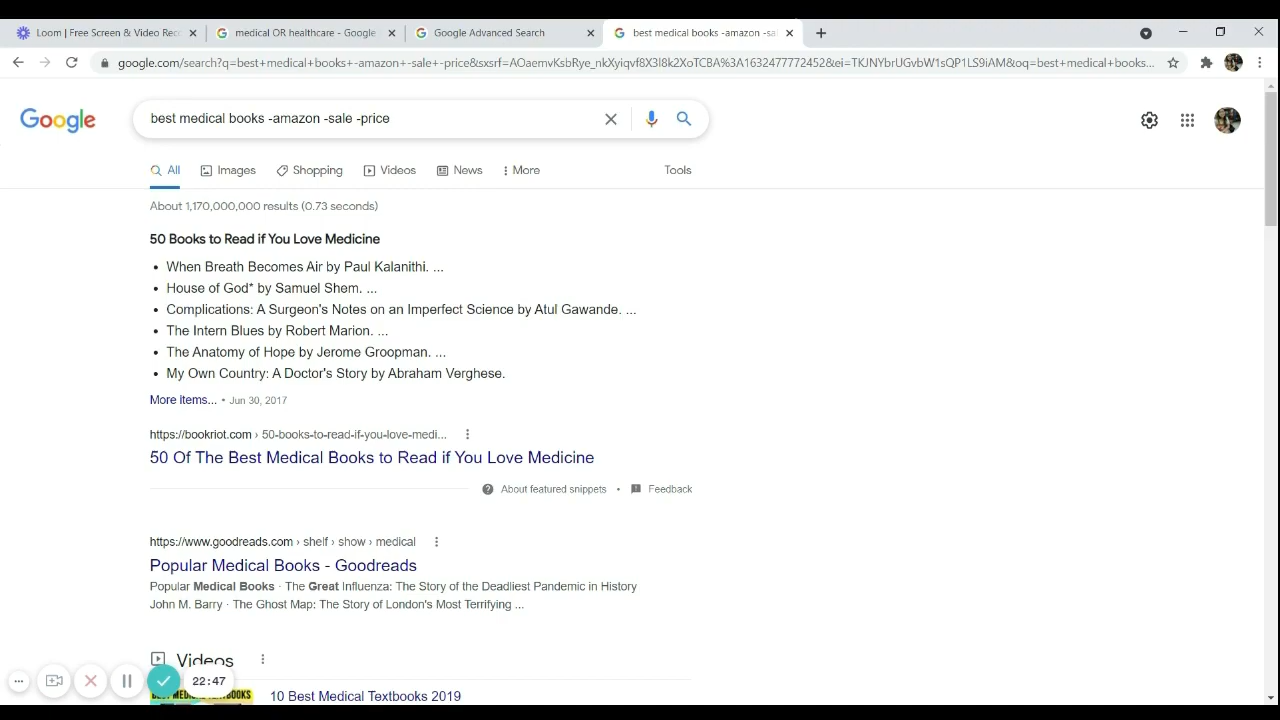 Loom | Free Screen & Video Rec
medical OR healthcare - Google
Google Advanced Search
best medical books -amazon -sa
google.com/search?q=best+medical+books+-amazon+-sale+-price&sxsrf=AOaemvKsbRye_nkXyiqvf8X3I8k2XoTCBA%3A1632477772452&ei=TKJNYbrUGvbW1sQP1LS9iAM&oq=best+medical+books...
Google
best medical books -amazon -sale -price
All Images Shopping Videos News More Tools
About 1,170,000,000 results (0.73 seconds)
50 Books to Read if You Love Medicine
• When Breath Becomes Air by Paul Kalanithi. ...
• House of God* by Samuel Shem. ...
• Complications: A Surgeon's Notes on an Imperfect Science by Atul Gawande. ...
• The Intern Blues by Robert Marion. ...
• The Anatomy of Hope by Jerome Groopman. ...
• My Own Country: A Doctor's Story by Abraham Verghese.
More items... • Jun 30, 2017
https://bookriot.com › 50-books-to-read-if-you-love-medi...
50 Of The Best Medical Books to Read if You Love Medicine
About featured snippets • Feedback
https://www.goodreads.com › shelf › show › medical
Popular Medical Books - Goodreads
Popular Medical Books · The Great Influenza: The Story of the Deadliest Pandemic in History
John M. Barry · The Ghost Map: The Story of London's Most Terrifying ...
Videos
22:47
10 Best Medical Textbooks 2019